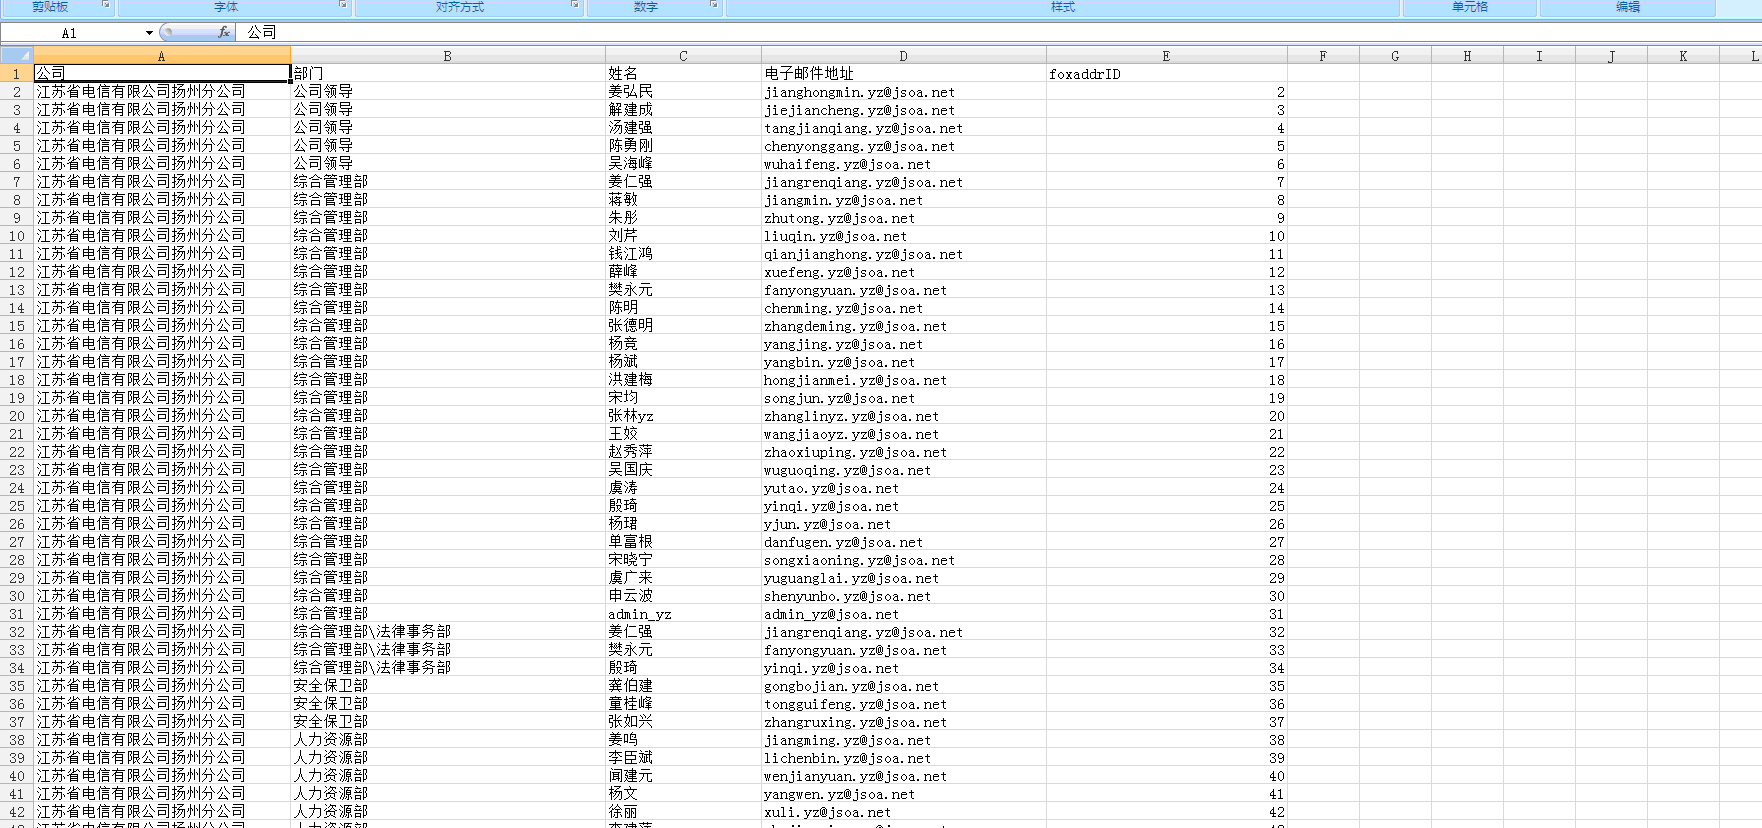 剪贴板 字体 对齐方式 数字 样式 单元格 编辑
A1 fx 公司
A B C D E F G H I J K L
1 公司 部门 姓名 电子邮件地址 foxaddrID
2 江苏省电信有限公司扬州分公司 公司领导 姜弘民 jianghongmin.yz@jsoa.net 2
3 江苏省电信有限公司扬州分公司 公司领导 解建成 jiejiancheng.yz@jsoa.net 3
4 江苏省电信有限公司扬州分公司 公司领导 汤建强 tangjianqiang.yz@jsoa.net 4
5 江苏省电信有限公司扬州分公司 公司领导 陈勇刚 chenyonggang.yz@jsoa.net 5
6 江苏省电信有限公司扬州分公司 公司领导 吴海峰 wuhaifeng.yz@jsoa.net 6
7 江苏省电信有限公司扬州分公司 综合管理部 姜仁强 jiangrenqiang.yz@jsoa.net 7
8 江苏省电信有限公司扬州分公司 综合管理部 蒋敏 jiangmin.yz@jsoa.net 8
9 江苏省电信有限公司扬州分公司 综合管理部 朱彤 zhutong.yz@jsoa.net 9
10 江苏省电信有限公司扬州分公司 综合管理部 刘芹 liuqin.yz@jsoa.net 10
11 江苏省电信有限公司扬州分公司 综合管理部 钱江鸿 qianjianghong.yz@jsoa.net 11
12 江苏省电信有限公司扬州分公司 综合管理部 薛峰 xuefeng.yz@jsoa.net 12
13 江苏省电信有限公司扬州分公司 综合管理部 樊永元 fanyongyuan.yz@jsoa.net 13
14 江苏省电信有限公司扬州分公司 综合管理部 陈明 chenming.yz@jsoa.net 14
15 江苏省电信有限公司扬州分公司 综合管理部 张德明 zhangdeming.yz@jsoa.net 15
16 江苏省电信有限公司扬州分公司 综合管理部 杨竞 yangjing.yz@jsoa.net 16
17 江苏省电信有限公司扬州分公司 综合管理部 杨斌 yangbin.yz@jsoa.net 17
18 江苏省电信有限公司扬州分公司 综合管理部 洪建梅 hongjianmei.yz@jsoa.net 18
19 江苏省电信有限公司扬州分公司 综合管理部 宋均 songjun.yz@jsoa.net 19
20 江苏省电信有限公司扬州分公司 综合管理部 张林yz zhanglinyz.yz@jsoa.net 20
21 江苏省电信有限公司扬州分公司 综合管理部 王姣 wangjiaoyz.yz@jsoa.net 21
22 江苏省电信有限公司扬州分公司 综合管理部 赵秀萍 zhaoxiuping.yz@jsoa.net 22
23 江苏省电信有限公司扬州分公司 综合管理部 吴国庆 wuguoqing.yz@jsoa.net 23
24 江苏省电信有限公司扬州分公司 综合管理部 虞涛 yutao.yz@jsoa.net 24
25 江苏省电信有限公司扬州分公司 综合管理部 殷琦 yinqi.yz@jsoa.net 25
26 江苏省电信有限公司扬州分公司 综合管理部 杨珺 yjun.yz@jsoa.net 26
27 江苏省电信有限公司扬州分公司 综合管理部 单富根 danfugen.yz@jsoa.net 27
28 江苏省电信有限公司扬州分公司 综合管理部 宋晓宁 songxiaoning.yz@jsoa.net 28
29 江苏省电信有限公司扬州分公司 综合管理部 虞广来 yuguanglai.yz@jsoa.net 29
30 江苏省电信有限公司扬州分公司 综合管理部 申云波 shenyunbo.yz@jsoa.net 30
31 江苏省电信有限公司扬州分公司 综合管理部 admin_yz admin_yz@jsoa.net 31
32 江苏省电信有限公司扬州分公司 综合管理部\法律事务部 姜仁强 jiangrenqiang.yz@jsoa.net 32
33 江苏省电信有限公司扬州分公司 综合管理部\法律事务部 樊永元 fanyongyuan.yz@jsoa.net 33
34 江苏省电信有限公司扬州分公司 综合管理部\法律事务部 殷琦 yinqi.yz@jsoa.net 34
35 江苏省电信有限公司扬州分公司 安全保卫部 龚伯建 gongbojian.yz@jsoa.net 35
36 江苏省电信有限公司扬州分公司 安全保卫部 童桂峰 tongguifeng.yz@jsoa.net 36
37 江苏省电信有限公司扬州分公司 安全保卫部 张如兴 zhangruxing.yz@jsoa.net 37
38 江苏省电信有限公司扬州分公司 人力资源部 姜鸣 jiangming.yz@jsoa.net 38
39 江苏省电信有限公司扬州分公司 人力资源部 李臣斌 lichenbin.yz@jsoa.net 39
40 江苏省电信有限公司扬州分公司 人力资源部 闻建元 wenjianyuan.yz@jsoa.net 40
41 江苏省电信有限公司扬州分公司 人力资源部 杨文 yangwen.yz@jsoa.net 41
42 江苏省电信有限公司扬州分公司 人力资源部 徐丽 xuli.yz@jsoa.net 42